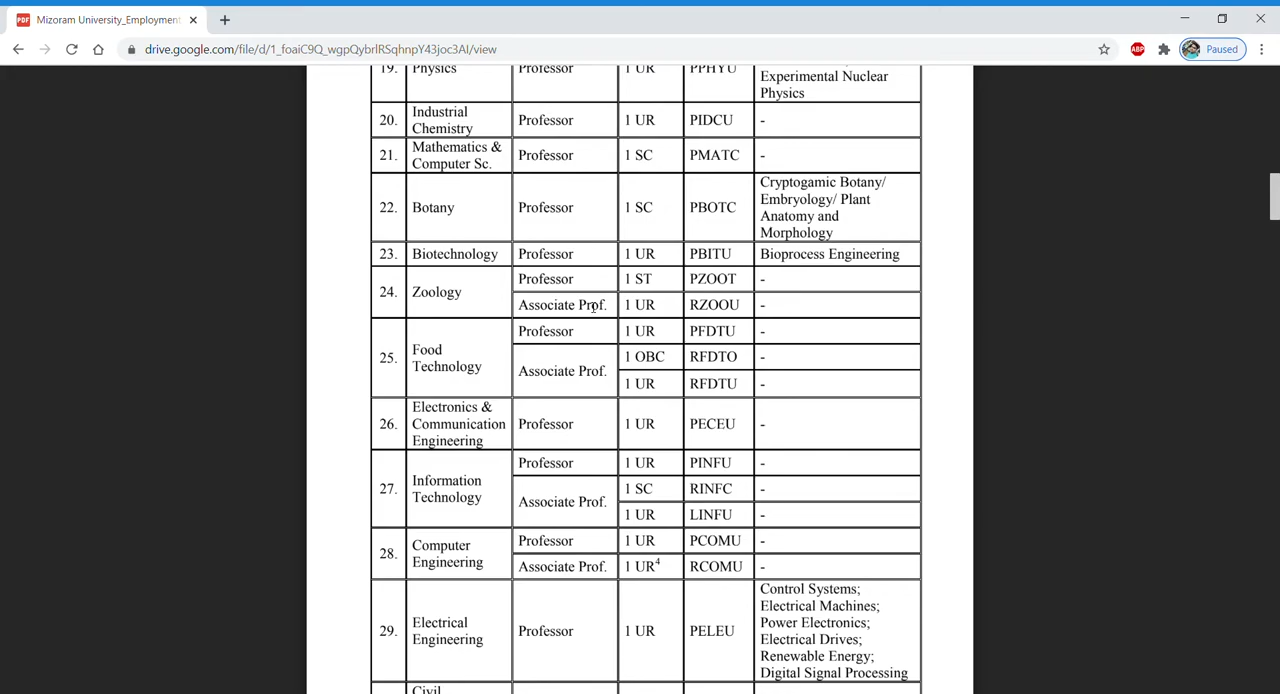 Mizoram University_Employment
drive.google.com/file/d/1_foaiC9Q_wgpQybrlRSqhnpY43joc3Al/view
ABP
Paused
19. Physics Professor 1 UR PPHYU
Experimental Nuclear
Physics
20. Industrial
Chemistry Professor 1 UR PIDCU -
21. Mathematics &
Computer Sc. Professor 1 SC PMATC -
22. Botany Professor 1 SC PBOTC Cryptogamic Botany/
Embryology/ Plant
Anatomy and
Morphology
23. Biotechnology Professor 1 UR PBITU Bioprocess Engineering
24. Zoology Professor 1 ST PZOOT -
Associate Prof. 1 UR RZOOU -
25. Food
Technology Professor 1 UR PFDTU -
Associate Prof. 1 OBC RFDTO -
1 UR RFDTU -
26. Electronics &
Communication
Engineering Professor 1 UR PECEU -
27. Information
Technology Professor 1 UR PINFU -
Associate Prof. 1 SC RINFC -
1 UR LINFU -
28. Computer
Engineering Professor 1 UR PCOMU -
Associate Prof. 1 UR4 RCOMU -
29. Electrical
Engineering Professor 1 UR PELEU Control Systems;
Electrical Machines;
Power Electronics;
Electrical Drives;
Renewable Energy;
Digital Signal Processing
Civil